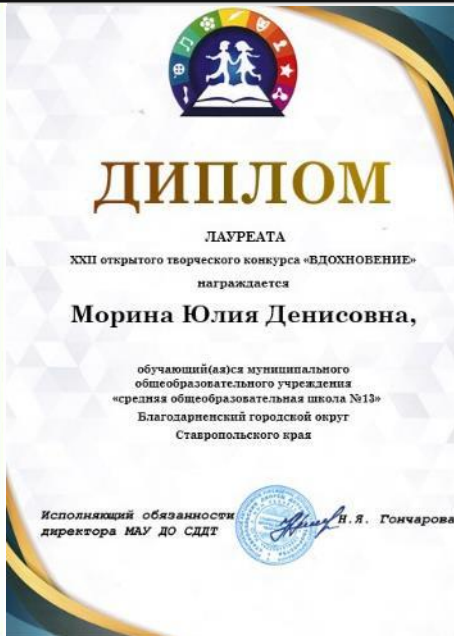 ДИПЛОМ
ЛАУРЕАТА
XXII открытого творческого конкурса «ВДОХНОВЕНИЕ»
награждается
Морина Юлия Денисовна,
обучающий(ая)ся муниципального
общеобразовательного учреждения
«средняя общеобразовательная школа №13»
Благодарненский городской округ
Ставропольского края
Исполняющий обязанности
директора МАУ ДО СДДТ
Н.Я. Гончарова